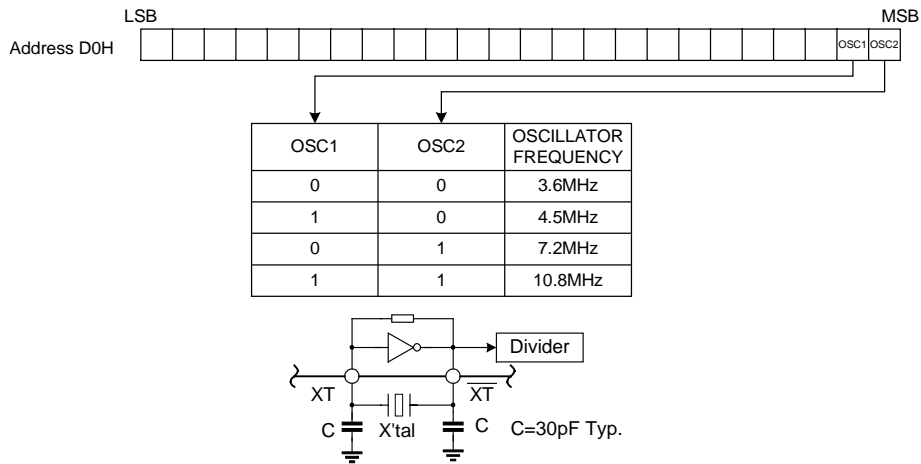 LSB MSB
Address D0H OSC1 OSC2
OSC1 OSC2 OSCILLATOR
FREQUENCY
0 0 3.6MHz
1 0 4.5MHz
0 1 7.2MHz
1 1 10.8MHz
Divider
XT XT
C X'tal C C=30pF Typ.